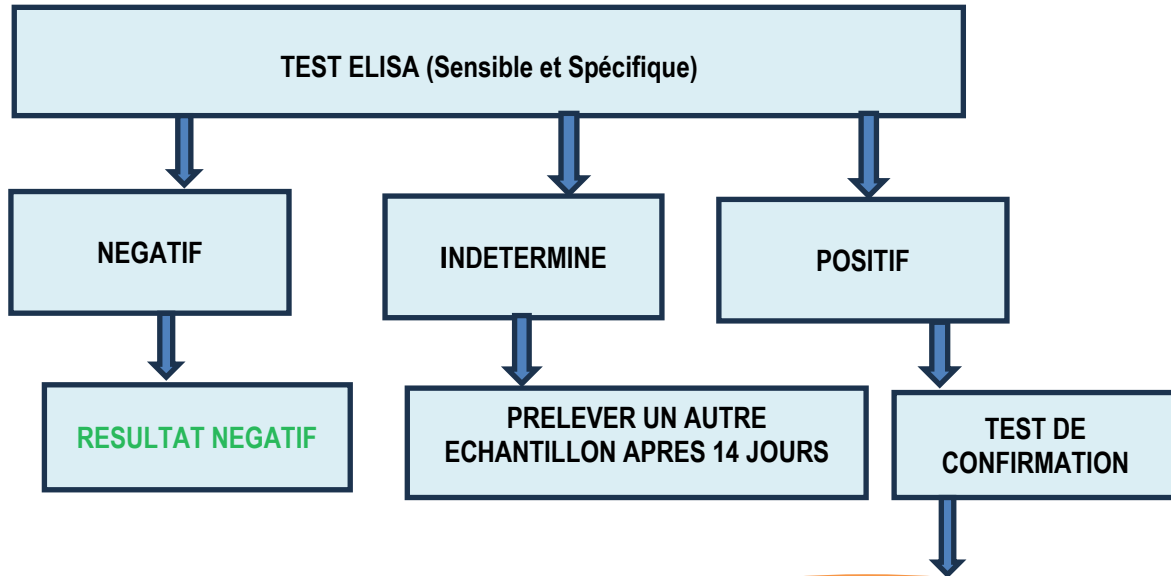 TEST ELISA (Sensible et Spécifique)
NEGATIF
INDETERMINE
POSITIF
RESULTAT NEGATIF
PRELEVER UN AUTRE
ECHANTILLON APRES 14 JOURS
TEST DE
CONFIRMATION